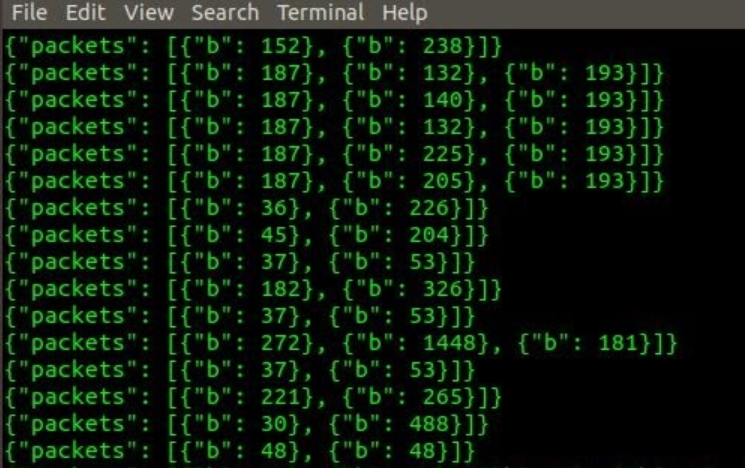 File Edit View Search Terminal Help
{"packets": [{"b": 152}, {"b": 238}]}
{"packets": [{"b": 187}, {"b": 132}, {"b": 193}]}
{"packets": [{"b": 187}, {"b": 140}, {"b": 193}]}
{"packets": [{"b": 187}, {"b": 132}, {"b": 193}]}
{"packets": [{"b": 187}, {"b": 225}, {"b": 193}]}
{"packets": [{"b": 187}, {"b": 205}, {"b": 193}]}
{"packets": [{"b": 36}, {"b": 226}]}
{"packets": [{"b": 45}, {"b": 204}]}
{"packets": [{"b": 37}, {"b": 53}]}
{"packets": [{"b": 182}, {"b": 326}]}
{"packets": [{"b": 37}, {"b": 53}]}
{"packets": [{"b": 272}, {"b": 1448}, {"b": 181}]}
{"packets": [{"b": 37}, {"b": 53}]}
{"packets": [{"b": 221}, {"b": 265}]}
{"packets": [{"b": 30}, {"b": 488}]}
{"packets": [{"b": 48}, {"b": 48}]}